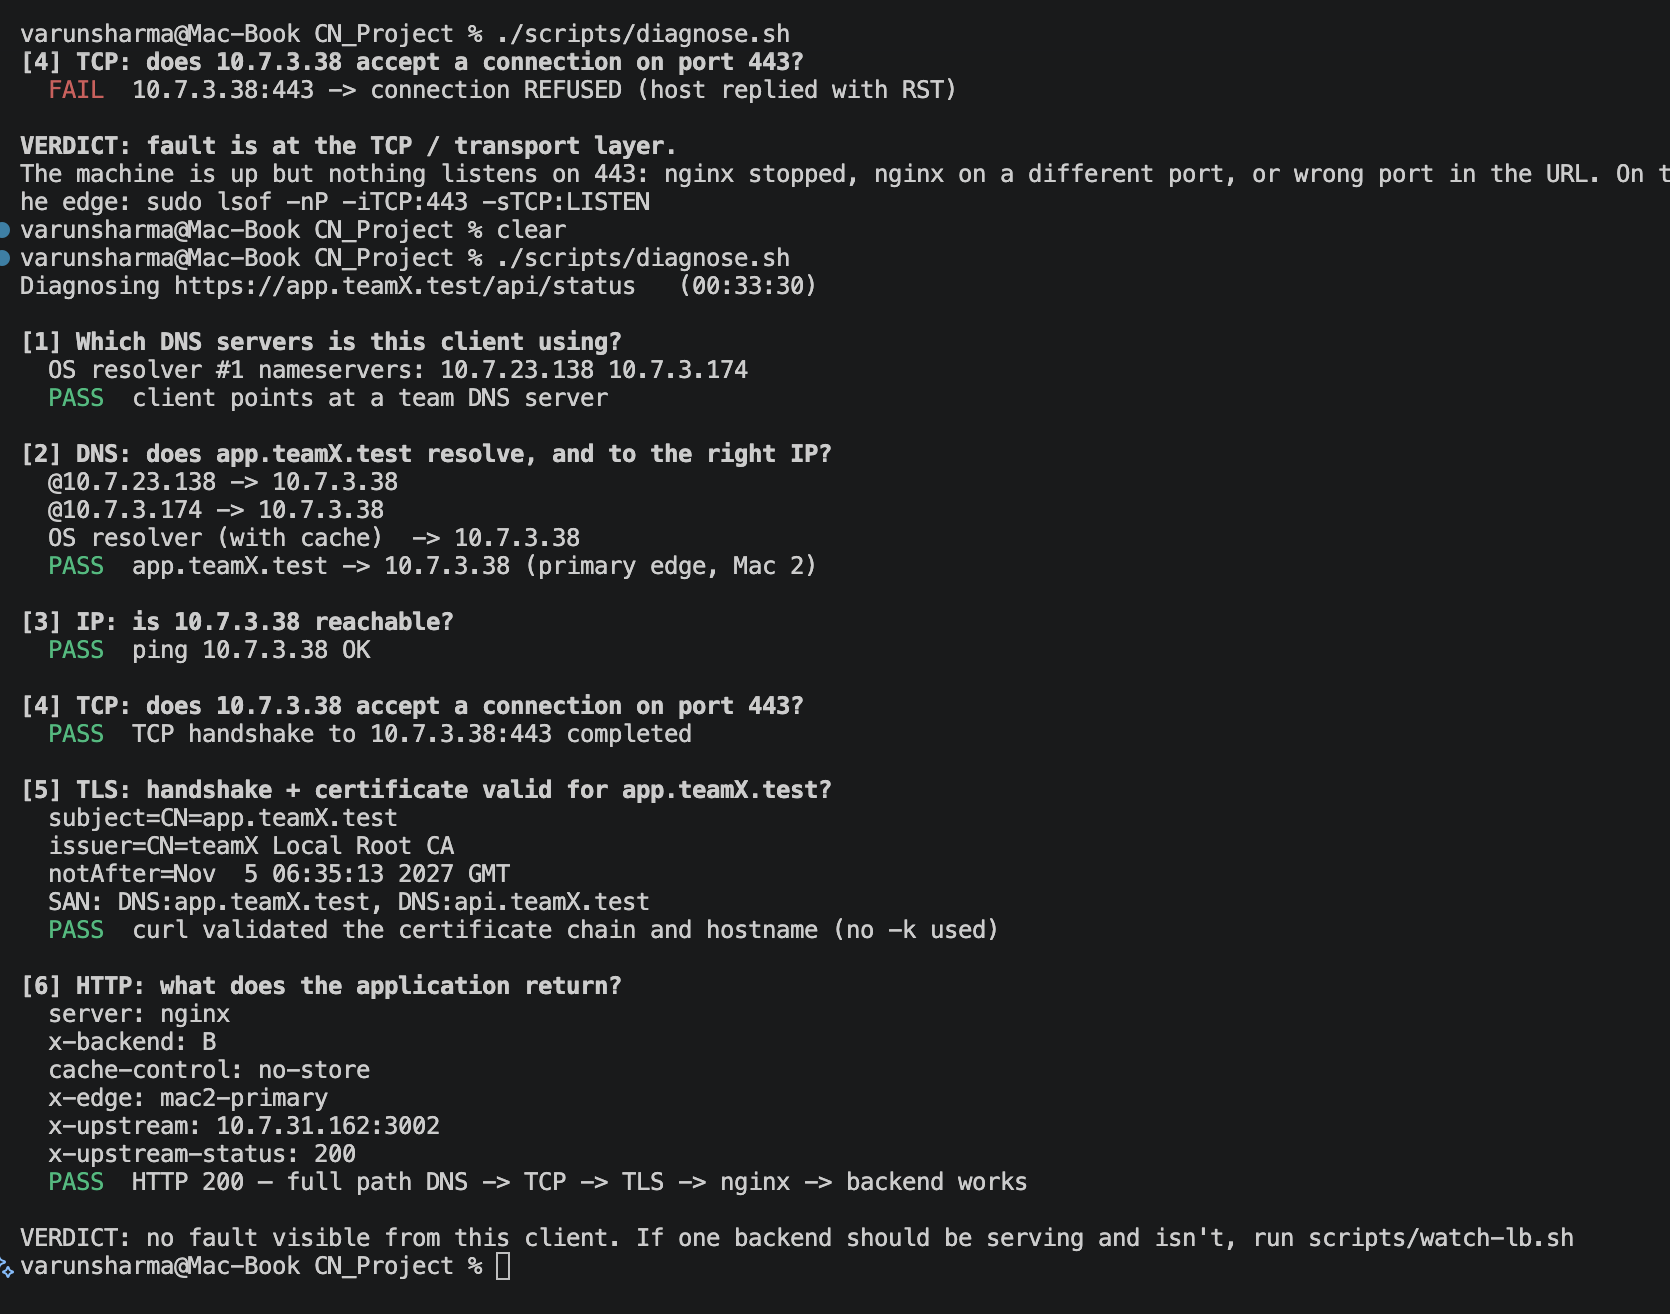 varunsharma@Mac-Book CN_Project % ./scripts/diagnose.sh
[4] TCP: does 10.7.3.38 accept a connection on port 443?
  FAIL  10.7.3.38:443 -> connection REFUSED (host replied with RST)

VERDICT: fault is at the TCP / transport layer.
The machine is up but nothing listens on 443: nginx stopped, nginx on a different port, or wrong port in the URL. On t
he edge: sudo lsof -nP -iTCP:443 -sTCP:LISTEN
varunsharma@Mac-Book CN_Project % clear
varunsharma@Mac-Book CN_Project % ./scripts/diagnose.sh
Diagnosing https://app.teamX.test/api/status   (00:33:30)

[1] Which DNS servers is this client using?
  OS resolver #1 nameservers: 10.7.23.138 10.7.3.174
  PASS  client points at a team DNS server

[2] DNS: does app.teamX.test resolve, and to the right IP?
  @10.7.23.138 -> 10.7.3.38
  @10.7.3.174 -> 10.7.3.38
  OS resolver (with cache)  -> 10.7.3.38
  PASS  app.teamX.test -> 10.7.3.38 (primary edge, Mac 2)

[3] IP: is 10.7.3.38 reachable?
  PASS  ping 10.7.3.38 OK

[4] TCP: does 10.7.3.38 accept a connection on port 443?
  PASS  TCP handshake to 10.7.3.38:443 completed

[5] TLS: handshake + certificate valid for app.teamX.test?
  subject=CN=app.teamX.test
  issuer=CN=teamX Local Root CA
  notAfter=Nov  5 06:35:13 2027 GMT
  SAN: DNS:app.teamX.test, DNS:api.teamX.test
  PASS  curl validated the certificate chain and hostname (no -k used)

[6] HTTP: what does the application return?
  server: nginx
  x-backend: B
  cache-control: no-store
  x-edge: mac2-primary
  x-upstream: 10.7.31.162:3002
  x-upstream-status: 200
  PASS  HTTP 200 — full path DNS -> TCP -> TLS -> nginx -> backend works

VERDICT: no fault visible from this client. If one backend should be serving and isn't, run scripts/watch-lb.sh
varunsharma@Mac-Book CN_Project %